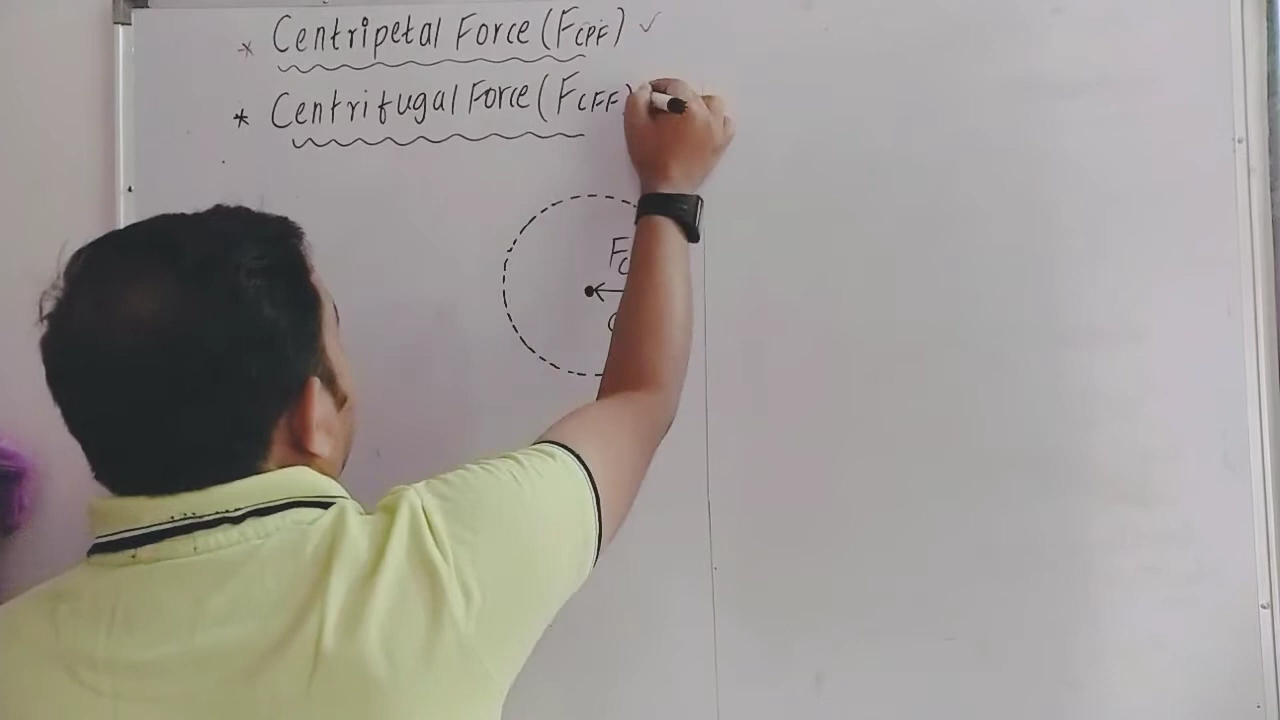 * Centripetal Force (FCPF) ✓
* Centrifugal Force (FCFF)